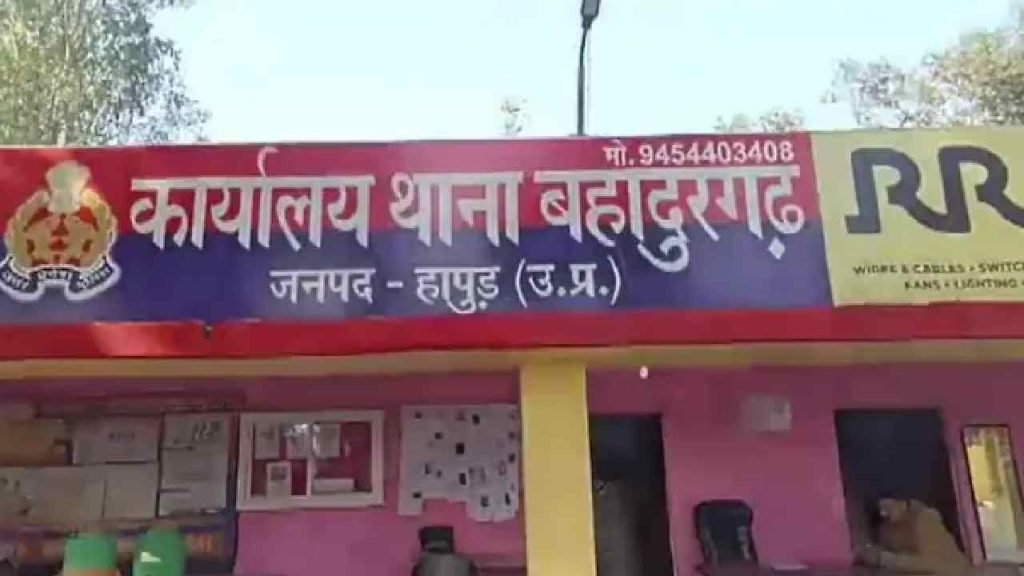 मो.9454403408
कार्यालय थाना बहादुरगढ़
जनपद - हापुड़ (उ.प्र.)
RR
WIRES & CABLES • SWITCH
FANS • LIGHTING •